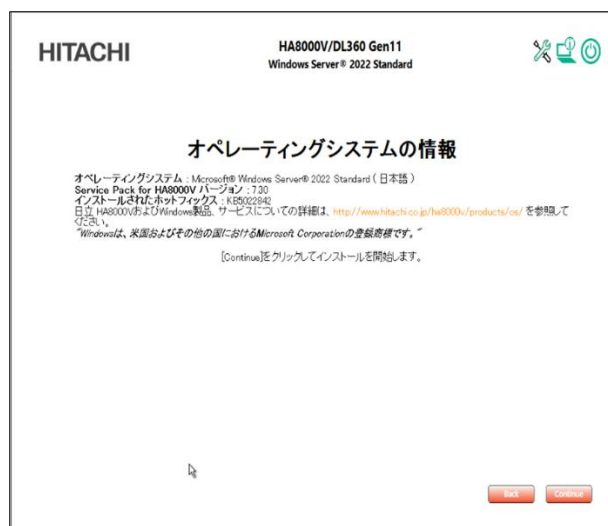 HITACHI
HA8000V/DL360 Gen11
Windows Server® 2022 Standard
オペレーティングシステムの情報
オペレーティングシステム : Microsoft® Windows Server® 2022 Standard ( 日本語 )
Service Pack for HA8000V バージョン : 7.30
インストールされたホットフィックス : KB5022842
日立 HA8000VおよびWindows製品、サービスについての詳細は、http://www.hitachi.co.jp/ha8000v/products/os/ を参照して
ください。
"Windowsは、米国およびその他の国におけるMicrosoft Corporationの登録商標です。"
[Continue]をクリックしてインストールを開始します。
Back
Continue